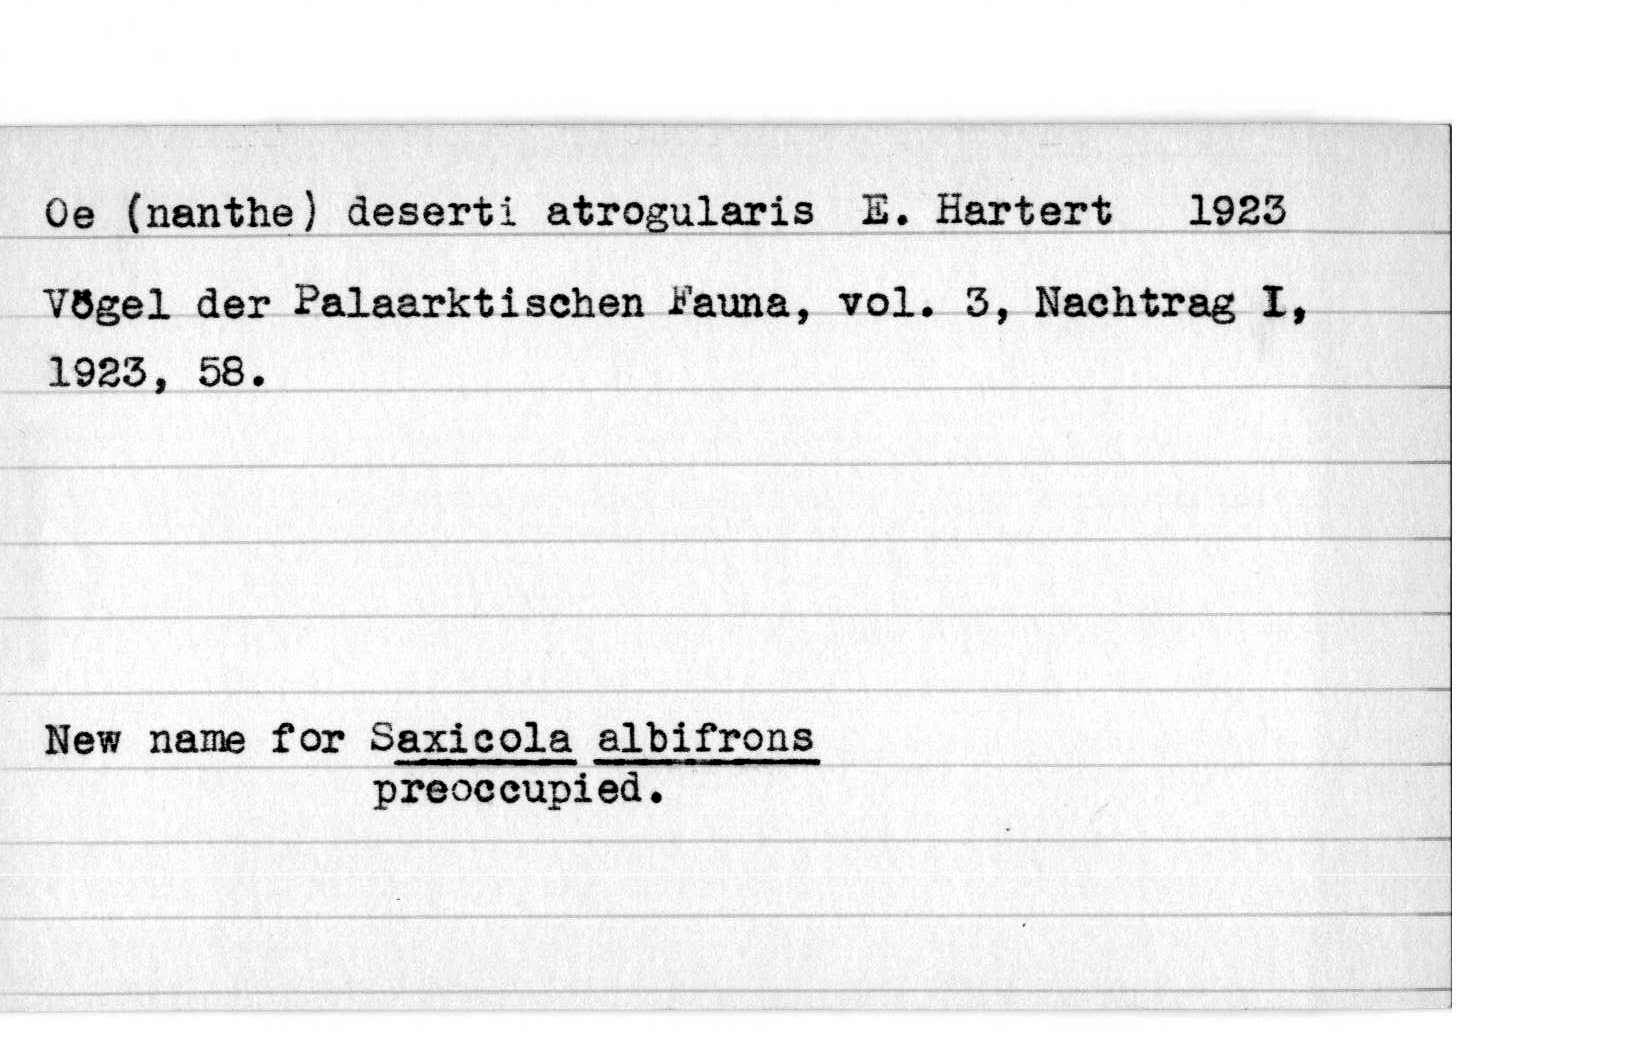 Oe (nanthe) deserti atrogularis E. Hartert 1923
Vögel der Palaarktischen Fauna, vol. 3, Nachtrag I,
1923, 58.
New name for Saxicola albifrons
preoccupied.